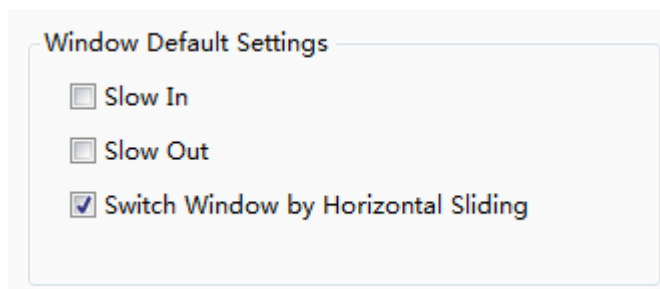 Window Default Settings
Slow In
Slow Out
Switch Window by Horizontal Sliding